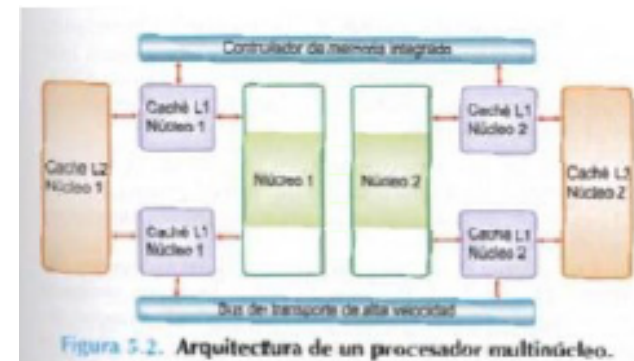 Controlador de memoria integrado
Caché L1
Núcleo 1
Caché L1
Núcleo 2
Caché L2
Núcleo 1
Núcleo 1
Núcleo 2
Caché
Núcleo 2
Caché L1
Núcleo 1
Caché L1
Núcleo 2
Bus de transporte de alta velocidad
Figura 5.2. Arquitectura de un procesador multinúcleo.